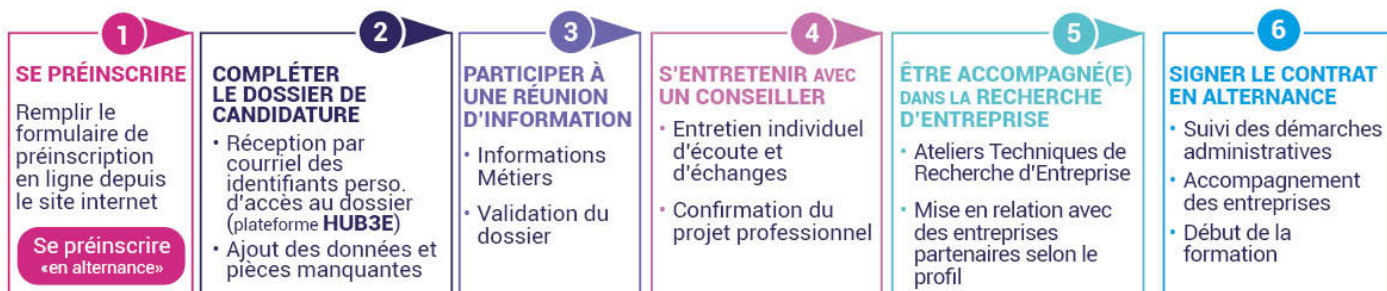 1
SE PRÉINSCRIRE
Remplir le
formulaire de
préinscription
en ligne depuis
le site internet
Se préinscrire
«en alternance»
2
COMPLÉTER
LE DOSSIER DE
CANDIDATURE
• Réception par
courriel des
identifiants perso.
d'accès au dossier
(plateforme HUB3E)
• Ajout des données et
pièces manquantes
3
PARTICIPER À
UNE RÉUNION
D'INFORMATION
• Informations
Métiers
• Validation du
dossier
4
S'ENTRETENIR AVEC
UN CONSEILLER
• Entretien individuel
d'écoute et
d'échanges
• Confirmation du
projet professionnel
5
ÊTRE ACCOMPAGNÉ(E)
DANS LA RECHERCHE
D'ENTREPRISE
• Ateliers Techniques de
Recherche d'Entreprise
• Mise en relation avec
des entreprises
partenaires selon le
profil
6
SIGNER LE CONTRAT
EN ALTERNANCE
• Suivi des démarches
administratives
• Accompagnement
des entreprises
• Début de la
formation